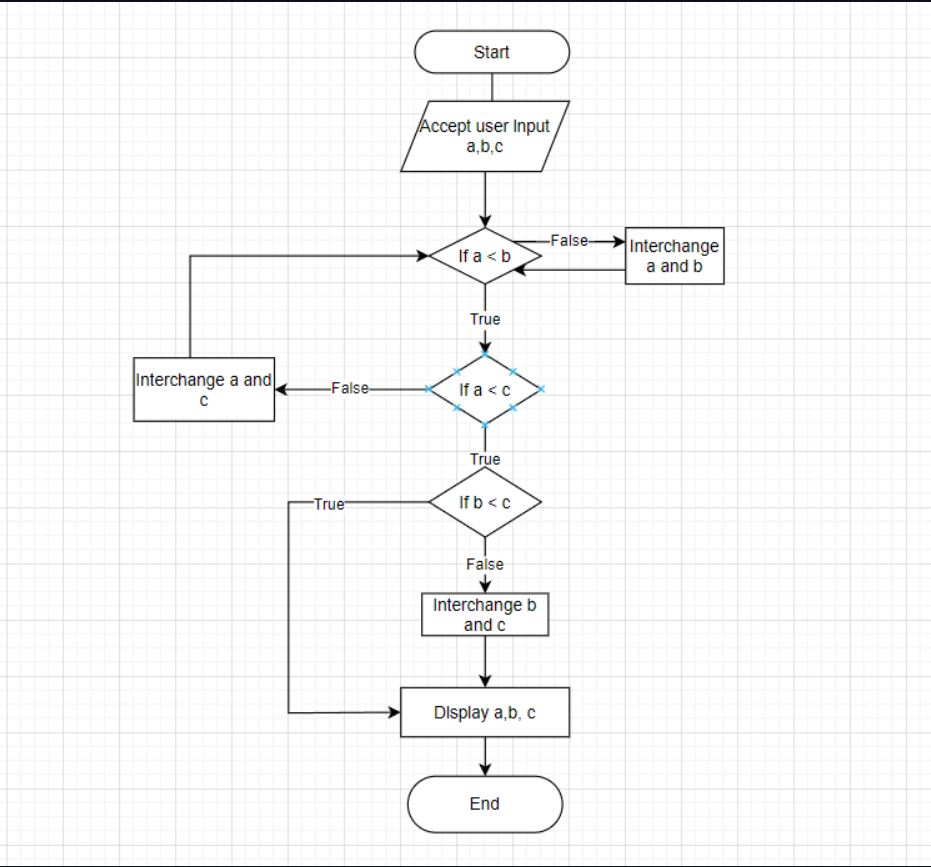 Start
Accept user Input
a,b,c
If a < b
False
Interchange
a and b
True
Interchange a and
c
False
If a < c
True
If b < c
True
False
Interchange b
and c
DIsplay a,b, c
End